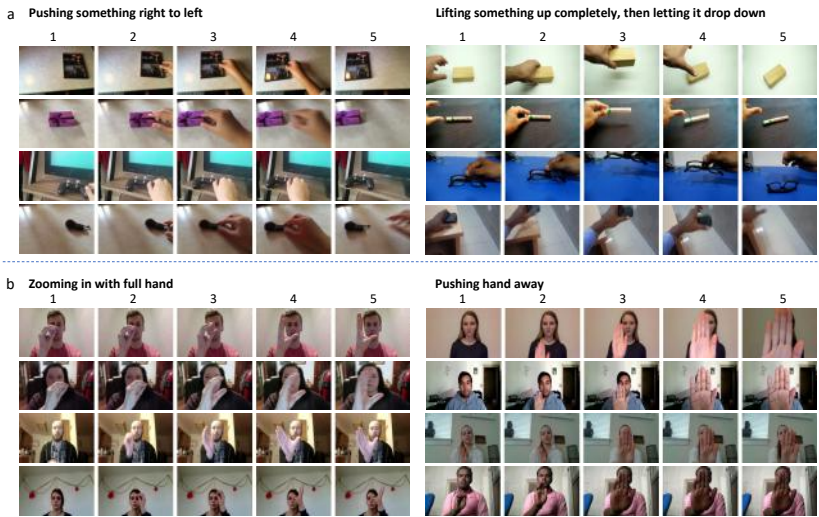 a Pushing something right to left
1 2 3 4 5
Lifting something up completely, then letting it drop down
1 2 3 4 5
b Zooming in with full hand
1 2 3 4 5
Pushing hand away
1 2 3 4 5